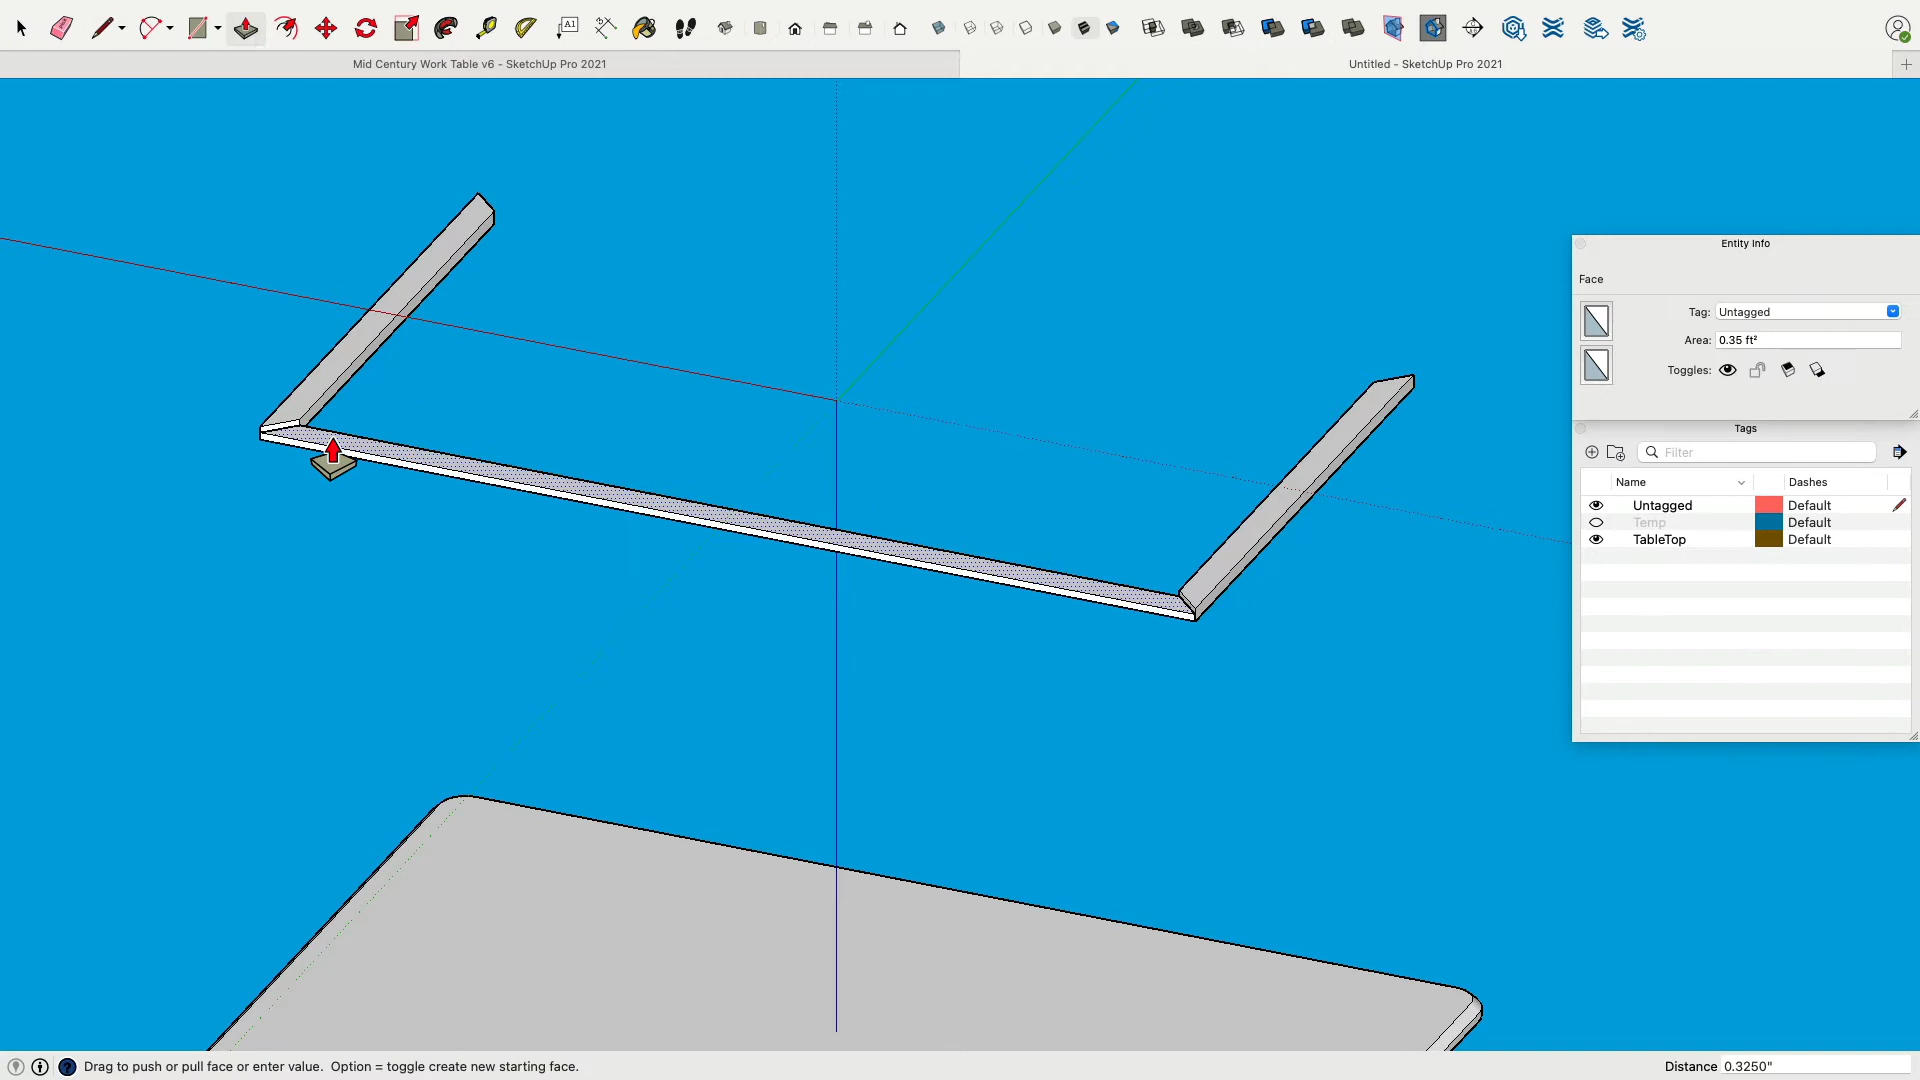 A1
Mid Century Work Table v6 - SketchUp Pro 2021
Untitled - SketchUp Pro 2021
Entity Info
Face
Tag: Untagged
Area: 0.35 ft²
Toggles:
Tags
Filter
Name Dashes
Untagged Default
Temp Default
TableTop Default
Drag to push or pull face or enter value. Option = toggle create new starting face.
Distance 0.3250"